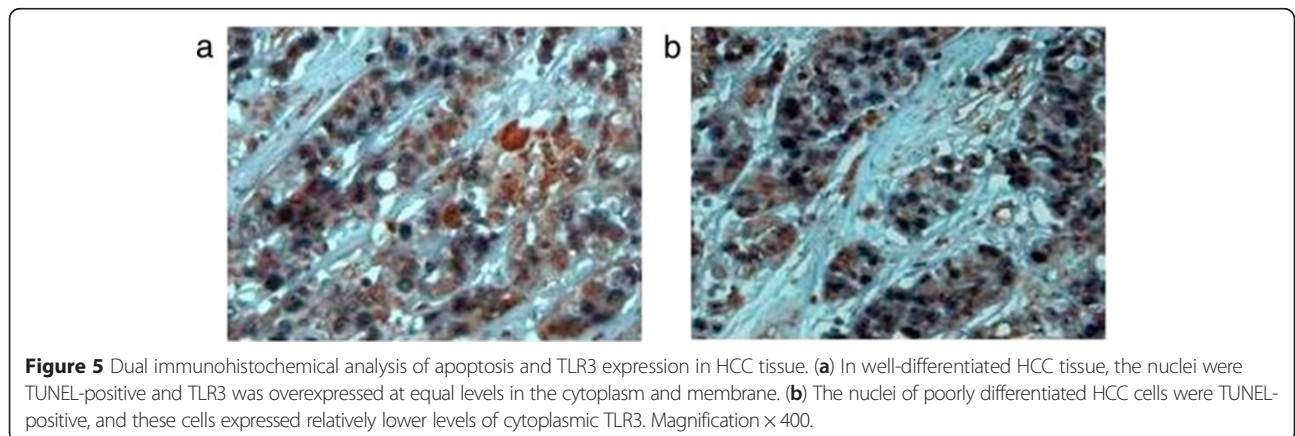 a b
Figure 5 Dual immunohistochemical analysis of apoptosis and TLR3 expression in HCC tissue. (a) In well-differentiated HCC tissue, the nuclei were
TUNEL-positive and TLR3 was overexpressed at equal levels in the cytoplasm and membrane. (b) The nuclei of poorly differentiated HCC cells were TUNEL-
positive, and these cells expressed relatively lower levels of cytoplasmic TLR3. Magnification × 400.